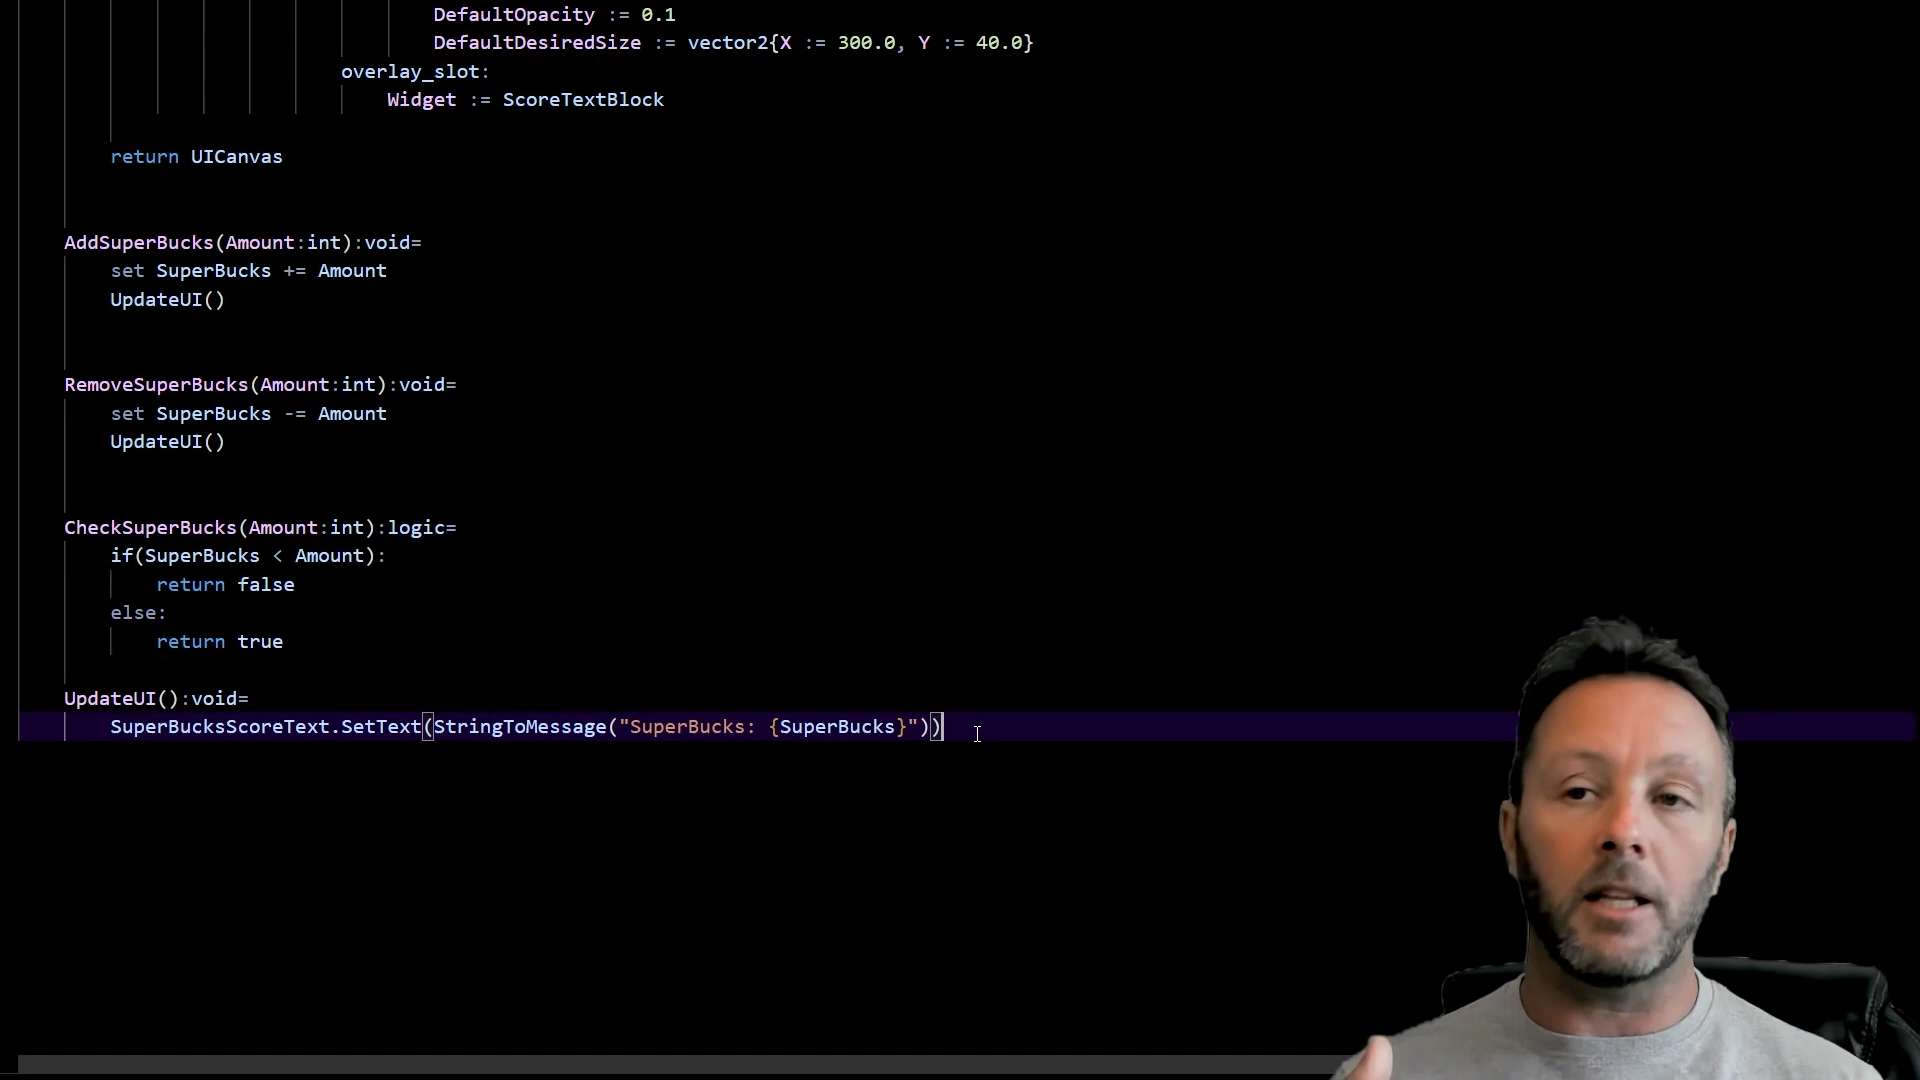 DefaultOpacity := 0.1
DefaultDesiredSize := vector2{X := 300.0, Y := 40.0}
overlay_slot:
Widget := ScoreTextBlock
return UICanvas
AddSuperBucks(Amount:int):void=
set SuperBucks += Amount
UpdateUI()
RemoveSuperBucks(Amount:int):void=
set SuperBucks -= Amount
UpdateUI()
CheckSuperBucks(Amount:int):logic=
if(SuperBucks < Amount):
return false
else:
return true
UpdateUI():void=
SuperBucksScoreText.SetText(StringToMessage("SuperBucks: {SuperBucks}"))